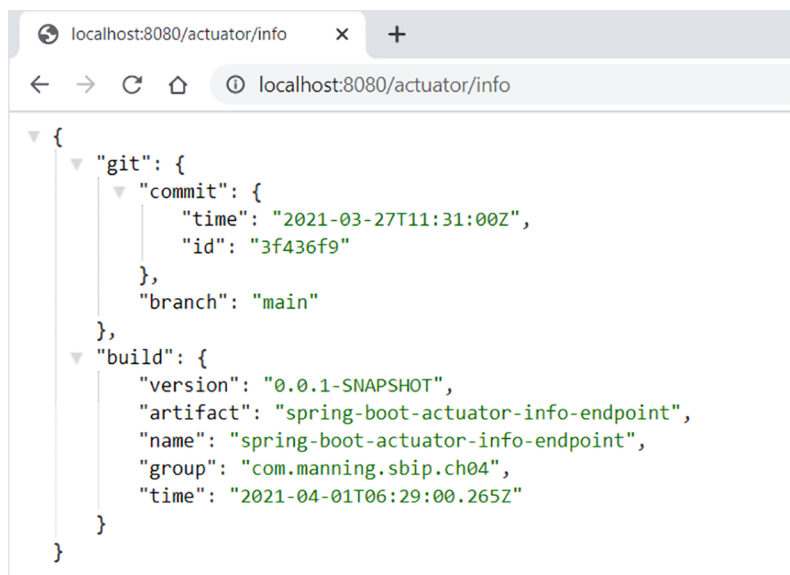 localhost:8080/actuator/info
localhost:8080/actuator/info
{
"git": {
"commit": {
"time": "2021-03-27T11:31:00Z",
"id": "3f436f9"
},
"branch": "main"
},
"build": {
"version": "0.0.1-SNAPSHOT",
"artifact": "spring-boot-actuator-info-endpoint",
"name": "spring-boot-actuator-info-endpoint",
"group": "com.manning.sbip.ch04",
"time": "2021-04-01T06:29:00.265Z"
}
}